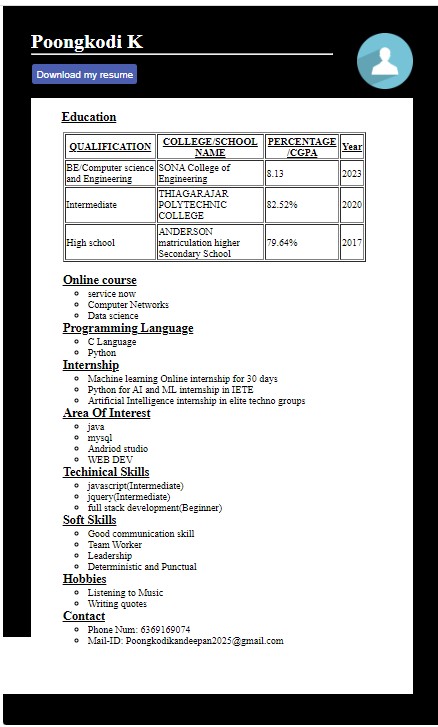 Poongkodi K
Download my resume
Education
QUALIFICATION COLLEGE/SCHOOL NAME PERCENTAGE /CGPA Year
BE/Computer science and Engineering SONA College of Engineering 8.13 2023
Intermediate THIAGARAJAR POLYTECHNIC COLLEGE 82.52% 2020
High school ANDERSON matriculation higher Secondary School 79.64% 2017
Online course
service now
Computer Networks
Data science
Programming Language
C Language
Python
Internship
Machine learning Online internship for 30 days
Python for AI and ML internship in IETE
Artificial Intelligence internship in elite techno groups
Area Of Interest
java
mysql
Andriod studio
WEB DEV
Techinical Skills
javascript(Intermediate)
jquery(Intermediate)
full stack development(Beginner)
Soft Skills
Good communication skill
Team Worker
Leadership
Deterministic and Punctual
Hobbies
Listening to Music
Writing quotes
Contact
Phone Num: 6369169074
Mail-ID: Poongkodikandeepan2025@gmail.com